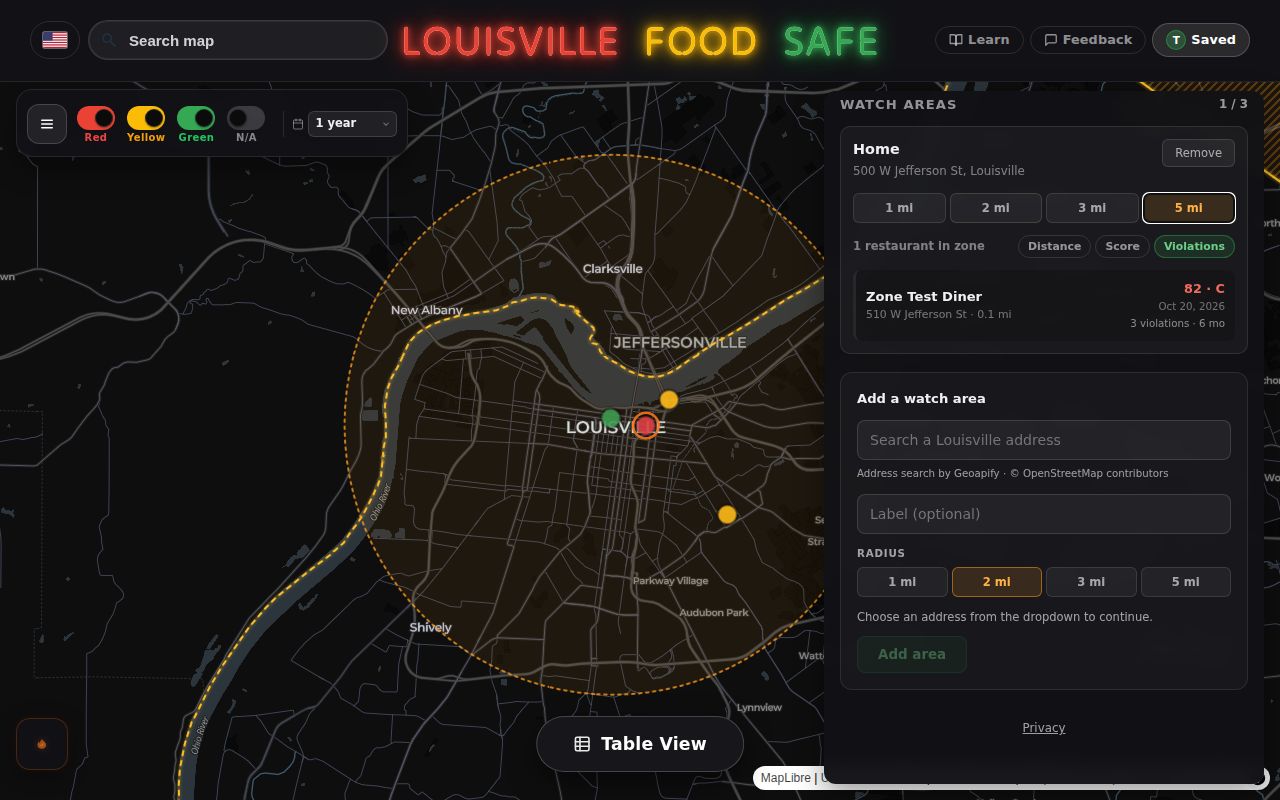 Search map
LOUISVILLE FOOD SAFE
Learn
Feedback
T Saved
Red
Yellow
Green
N/A
1 year
WATCH AREAS
1 / 3
Home
500 W Jefferson St, Louisville
Remove
1 mi
2 mi
3 mi
5 mi
1 restaurant in zone
Distance
Score
Violations
Zone Test Diner
510 W Jefferson St · 0.1 mi
82 · C
Oct 20, 2026
3 violations · 6 mo
Add a watch area
Search a Louisville address
Address search by Geoapify · © OpenStreetMap contributors
Label (optional)
RADIUS
1 mi
2 mi
3 mi
5 mi
Choose an address from the dropdown to continue.
Add area
Privacy
Clarksville
New Albany
JEFFERSONVILLE
LOUISVILLE
Ohio River
Parkway Village
Audubon Park
Shively
Lynnview
Ohio River
Table View
MapLibre |